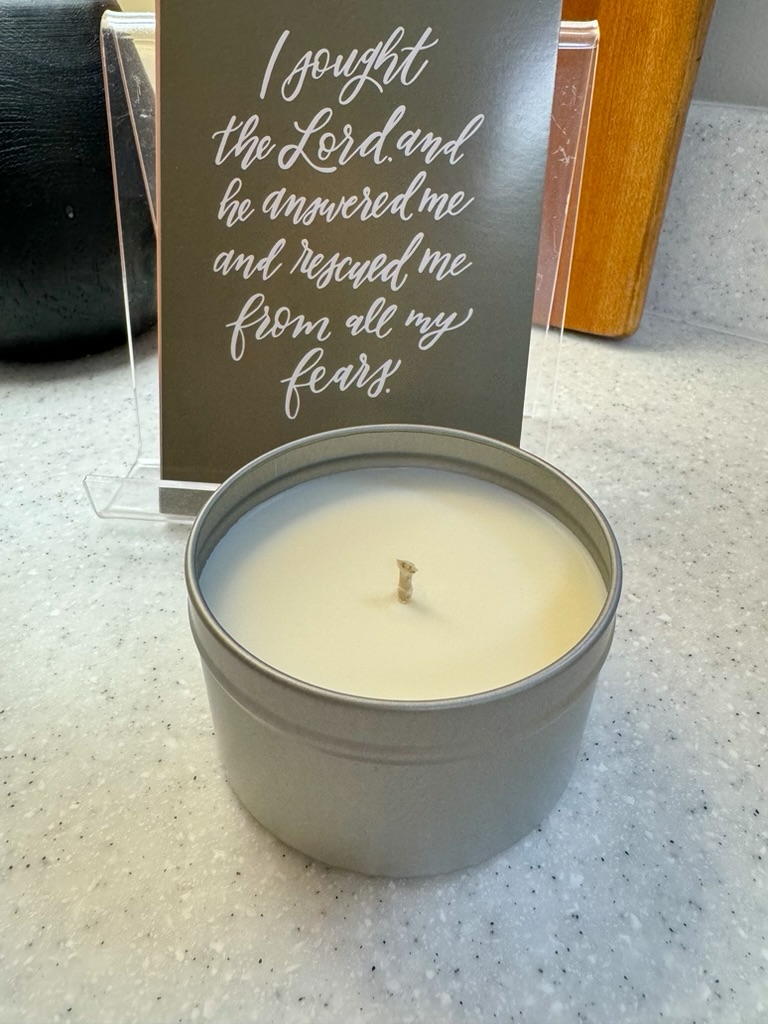 I sought
the Lord. and
he answered me
and rescued me
from all my
fears.